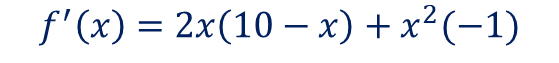 f′(x) = 2x(10 − x) + x²(−1)